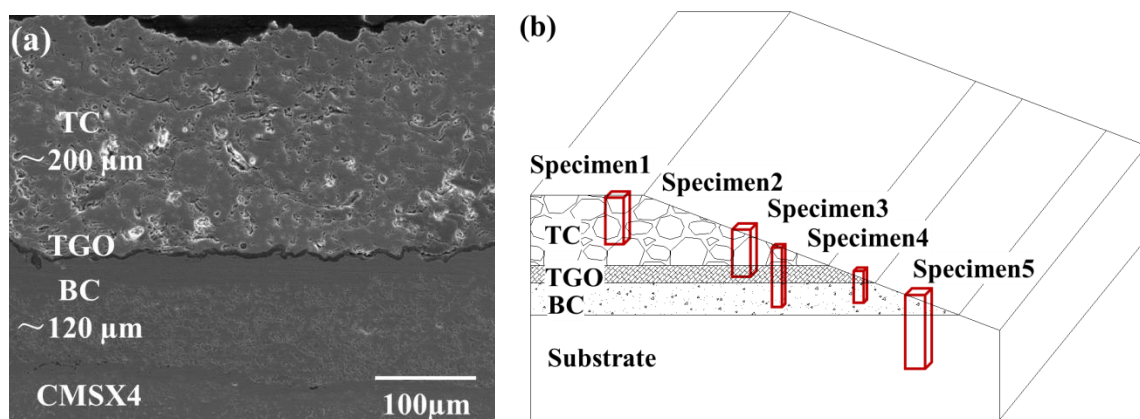 (a)
TC
~200 μm
TGO
BC
~120 μm
CMSX4
100μm
(b)
Specimen1
Specimen2
Specimen3
Specimen4
Specimen5
TC
TGO
BC
Substrate